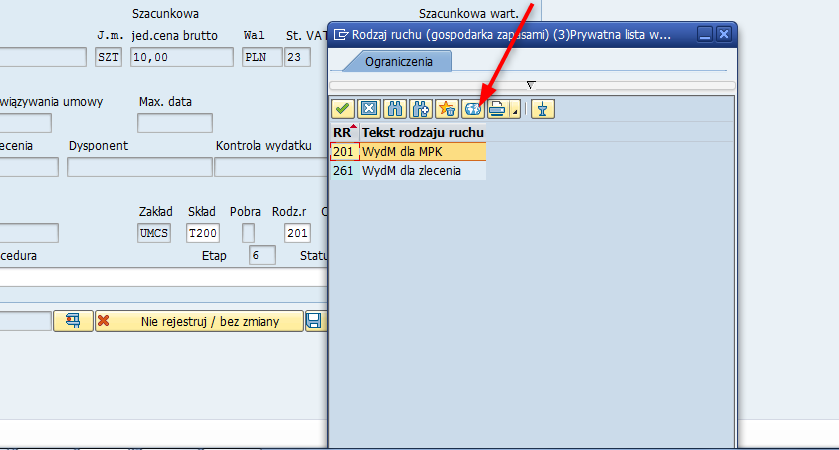 Szacunkowa
Szacunkowa wart.
J.m. jed.cena brutto Wal St. VAT
SZT 10,00 PLN 23
wiązywania umowy Max. data
ecenia Dysponent Kontrola wydatku
Zakład Skład Pobra Rodz.r
UMCS T200 201
cedura Etap 6 Statu
Nie rejestruj / bez zmiany
Rodzaj ruchu (gospodarka zapasami) (3)Prywatna lista w...
Ograniczenia
RR Tekst rodzaju ruchu
201 WydM dla MPK
261 WydM dla zlecenia